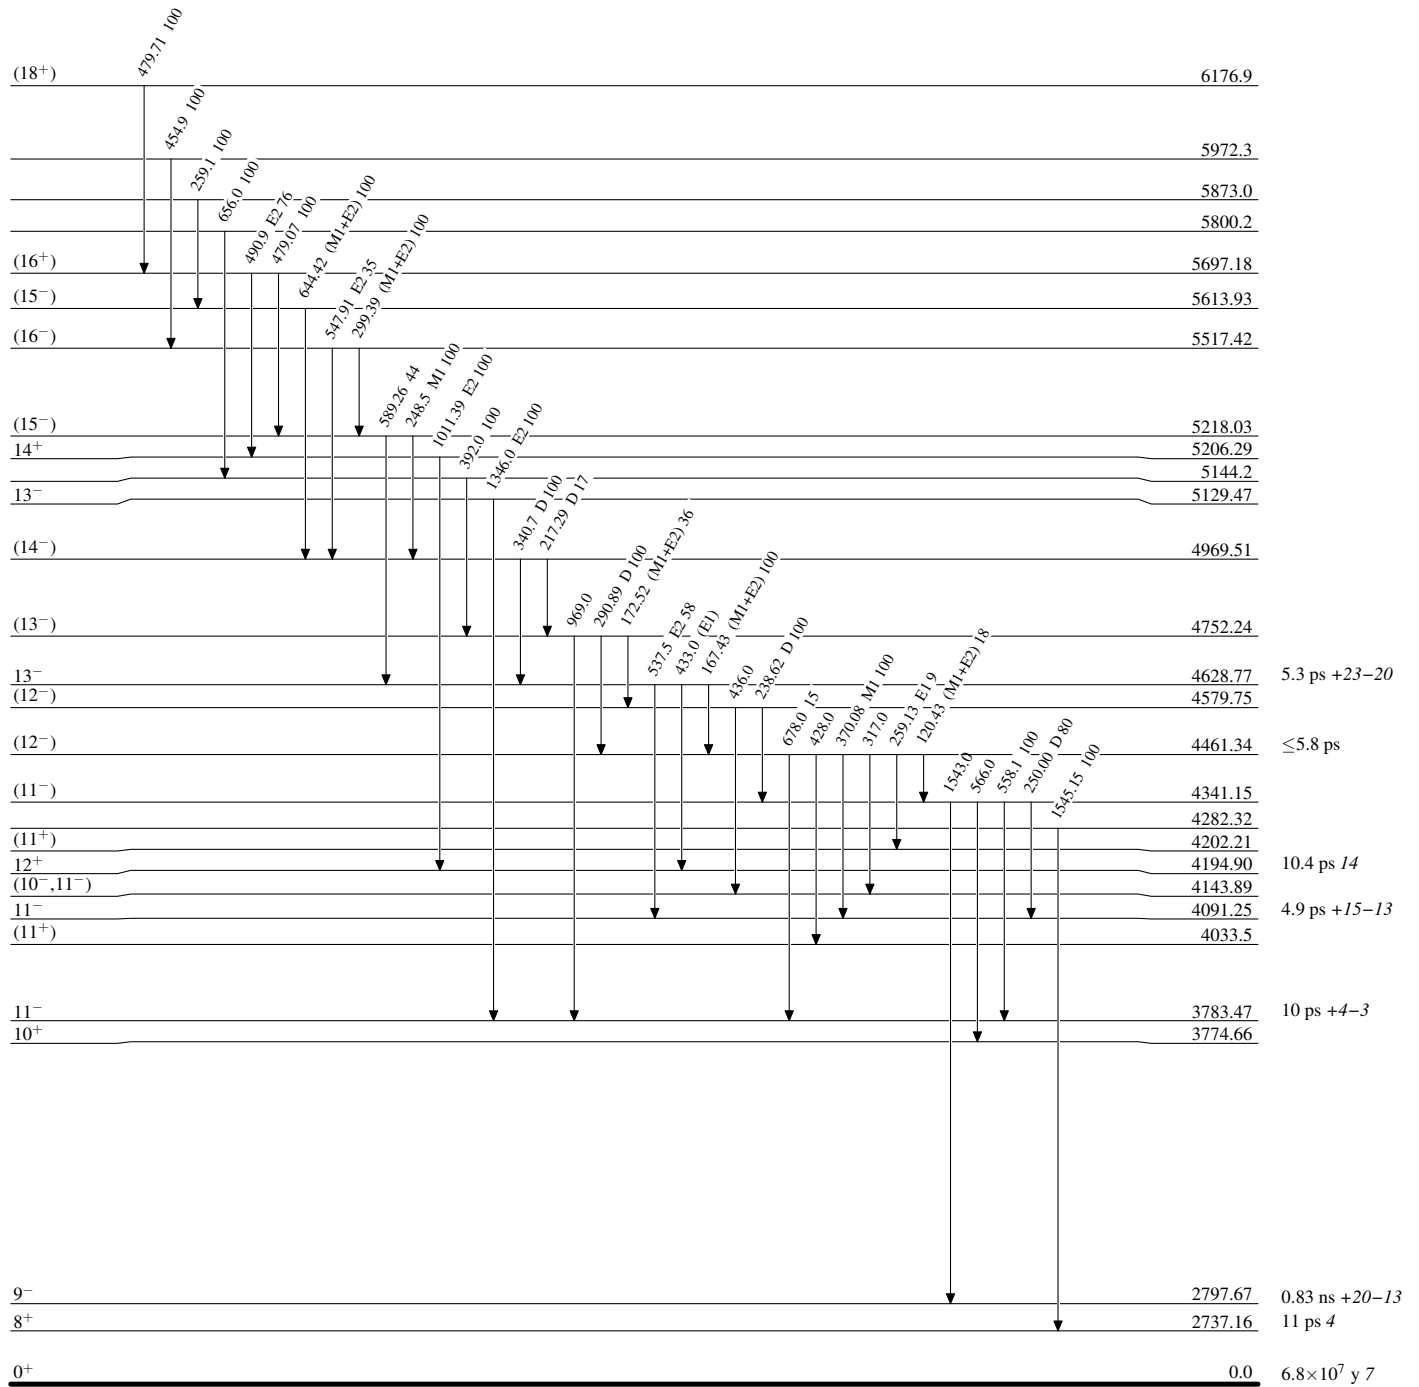 479.71 100
(18+) 6176.9
454.9 100
5972.3
259.1 100
5873.0
656.0 100
5800.2
490.9 E2 76
479.07 100
(16+) 5697.18
644.42 (M1+E2) 100
(15−) 5613.93
547.91 E2 35
299.39 (M1+E2) 100
(16−) 5517.42
589.26 44
248.5 M1 100
(15−) 5218.03
1011.39 E2 100
14+ 5206.29
392.0 100
5144.2
1346.0 E2 100
13− 5129.47
340.7 D 100
217.29 D 17
(14−) 4969.51
969.0
290.89 D 100
172.52 (M1+E2) 36
(13−) 4752.24
537.5 E2 58
433.0 (E1)
167.43 (M1+E2) 100
13− 4628.77 5.3 ps +23−20
436.0
238.62 D 100
(12−) 4579.75
678.0 15
428.0
370.08 M1 100
317.0
259.13 E1 9
120.43 (M1+E2) 18
(12−) 4461.34 ≤5.8 ps
1543.0
566.0
558.1 100
250.00 D 80
(11−) 4341.15
1545.15 100
4282.32
(11+) 4202.21
12+ 4194.90 10.4 ps 14
(10−,11−) 4143.89
11− 4091.25 4.9 ps +15−13
(11+) 4033.5
11− 3783.47 10 ps +4−3
10+ 3774.66
9− 2797.67 0.83 ns +20−13
8+ 2737.16 11 ps 4
0+ 0.0 6.8×10⁷ y 7